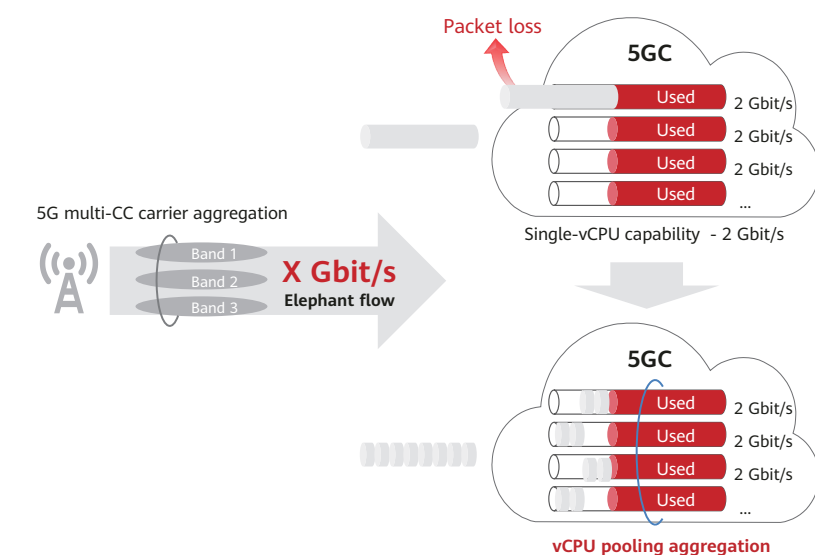 Packet loss
5GC
Used
2 Gbit/s
Used
2 Gbit/s
Used
2 Gbit/s
Used
...
Single-vCPU capability - 2 Gbit/s
5G multi-CC carrier aggregation
Band 1
Band 2
Band 3
X Gbit/s
Elephant flow
5GC
Used
2 Gbit/s
Used
2 Gbit/s
Used
2 Gbit/s
Used
...
vCPU pooling aggregation